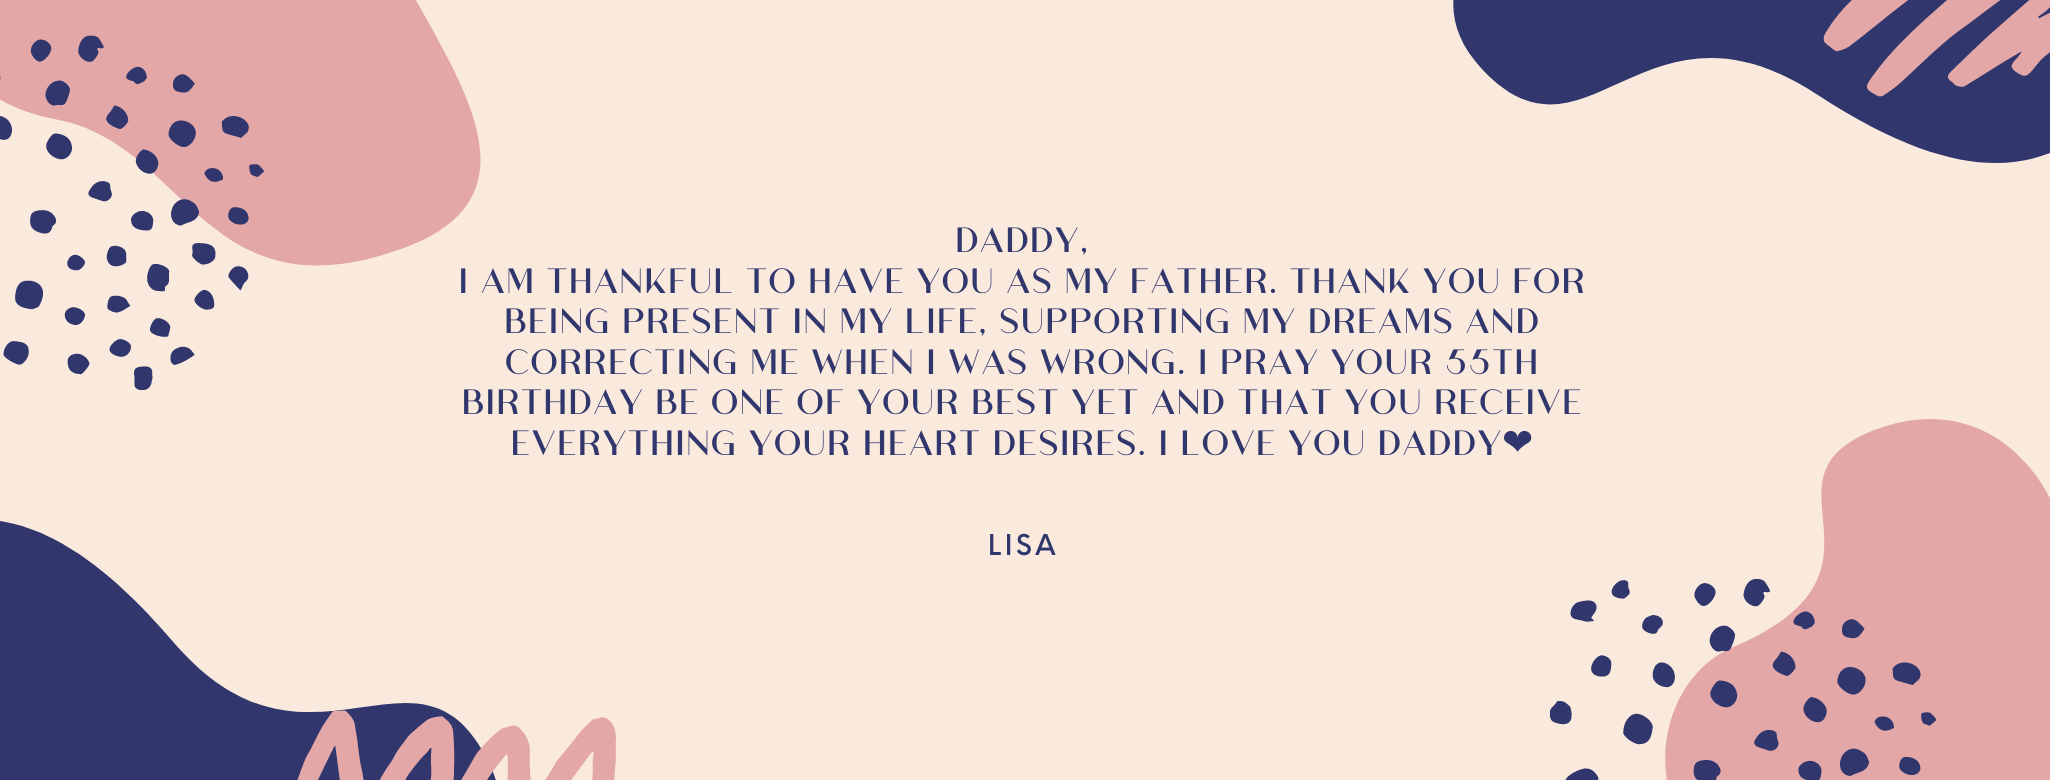 DADDY,
I AM THANKFUL TO HAVE YOU AS MY FATHER. THANK YOU FOR
BEING PRESENT IN MY LIFE, SUPPORTING MY DREAMS AND
CORRECTING ME WHEN I WAS WRONG. I PRAY YOUR 55TH
BIRTHDAY BE ONE OF YOUR BEST YET AND THAT YOU RECEIVE
EVERYTHING YOUR HEART DESIRES. I LOVE YOU DADDY❤
LISA